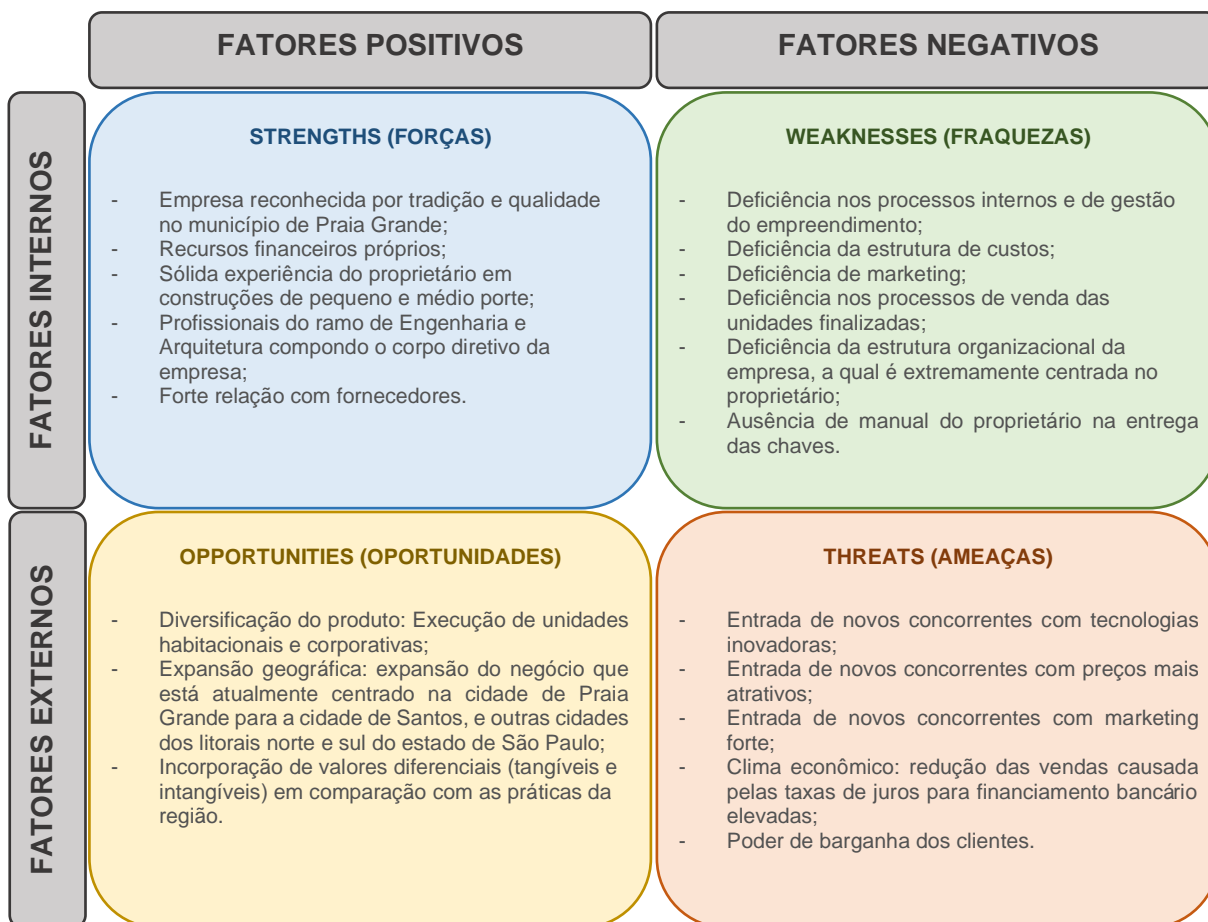 FATORES POSITIVOS
FATORES NEGATIVOS
FATORES INTERNOS
STRENGTHS (FORÇAS)
- Empresa reconhecida por tradição e qualidade
no município de Praia Grande;
- Recursos financeiros próprios;
- Sólida experiência do proprietário em
construções de pequeno e médio porte;
- Profissionais do ramo de Engenharia e
Arquitetura compondo o corpo diretivo da
empresa;
- Forte relação com fornecedores.
WEAKNESSES (FRAQUEZAS)
- Deficiência nos processos internos e de gestão
do empreendimento;
- Deficiência da estrutura de custos;
- Deficiência de marketing;
- Deficiência nos processos de venda das
unidades finalizadas;
- Deficiência da estrutura organizacional da
empresa, a qual é extremamente centrada no
proprietário;
- Ausência de manual do proprietário na entrega
das chaves.
FATORES EXTERNOS
OPPORTUNITIES (OPORTUNIDADES)
- Diversificação do produto: Execução de unidades
habitacionais e corporativas;
- Expansão geográfica: expansão do negócio que
está atualmente centrado na cidade de Praia
Grande para a cidade de Santos, e outras cidades
dos litorais norte e sul do estado de São Paulo;
- Incorporação de valores diferenciais (tangíveis e
intangíveis) em comparação com as práticas da
região.
THREATS (AMEAÇAS)
- Entrada de novos concorrentes com tecnologias
inovadoras;
- Entrada de novos concorrentes com preços mais
atrativos;
- Entrada de novos concorrentes com marketing
forte;
- Clima econômico: redução das vendas causada
pelas taxas de juros para financiamento bancário
elevadas;
- Poder de barganha dos clientes.